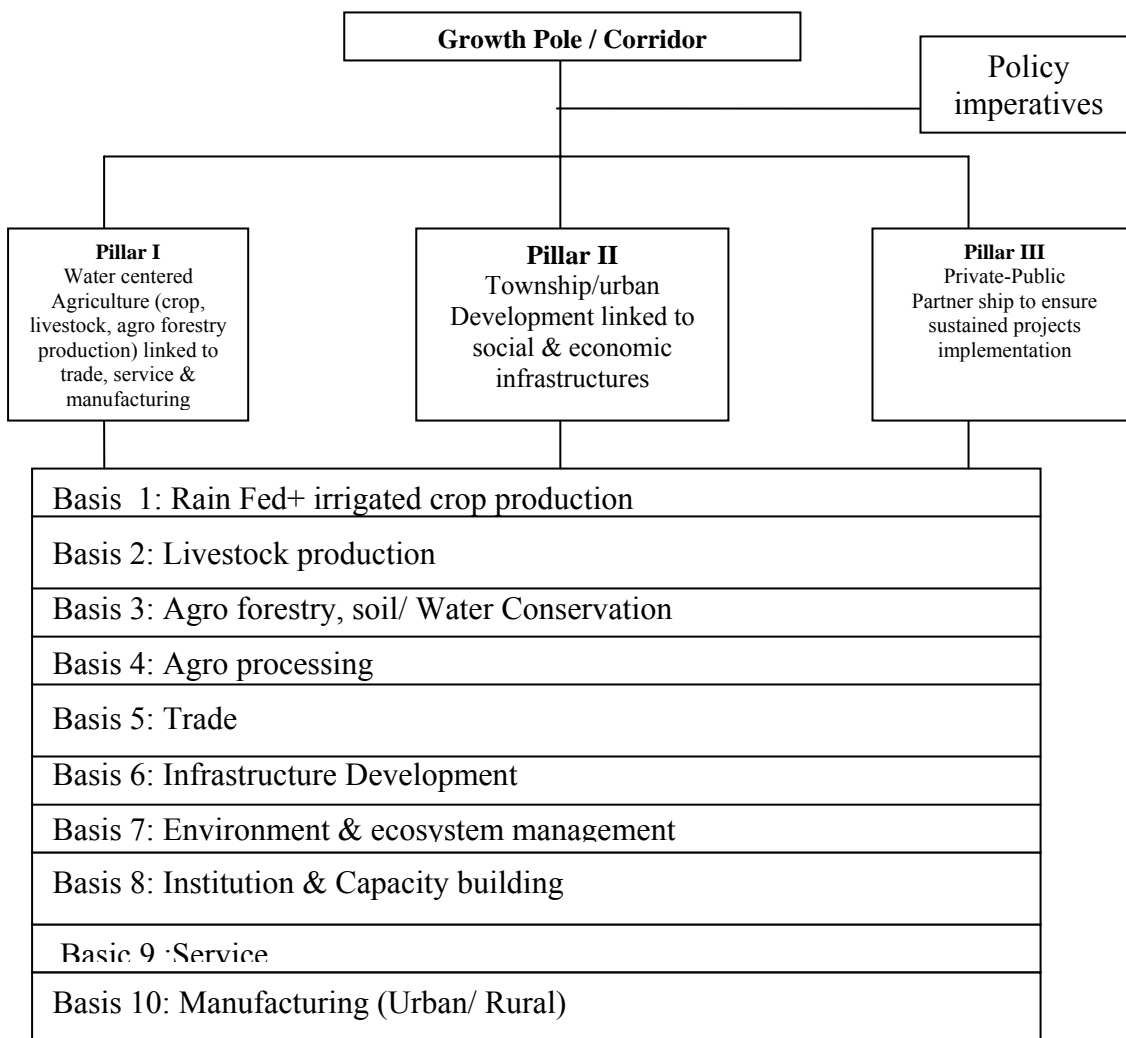 Growth Pole / Corridor
Policy
imperatives
Pillar I
Water centered
Agriculture (crop,
livestock, agro forestry
production) linked to
trade, service &
manufacturing
Pillar II
Township/urban
Development linked to
social & economic
infrastructures
Pillar III
Private-Public
Partner ship to ensure
sustained projects
implementation
Basis  1: Rain Fed+ irrigated crop production
Basis 2: Livestock production
Basis 3: Agro forestry, soil/ Water Conservation
Basis 4: Agro processing
Basis 5: Trade
Basis 6: Infrastructure Development
Basis 7: Environment & ecosystem management
Basis 8: Institution & Capacity building
Basic 9 :Service
Basis 10: Manufacturing (Urban/ Rural)